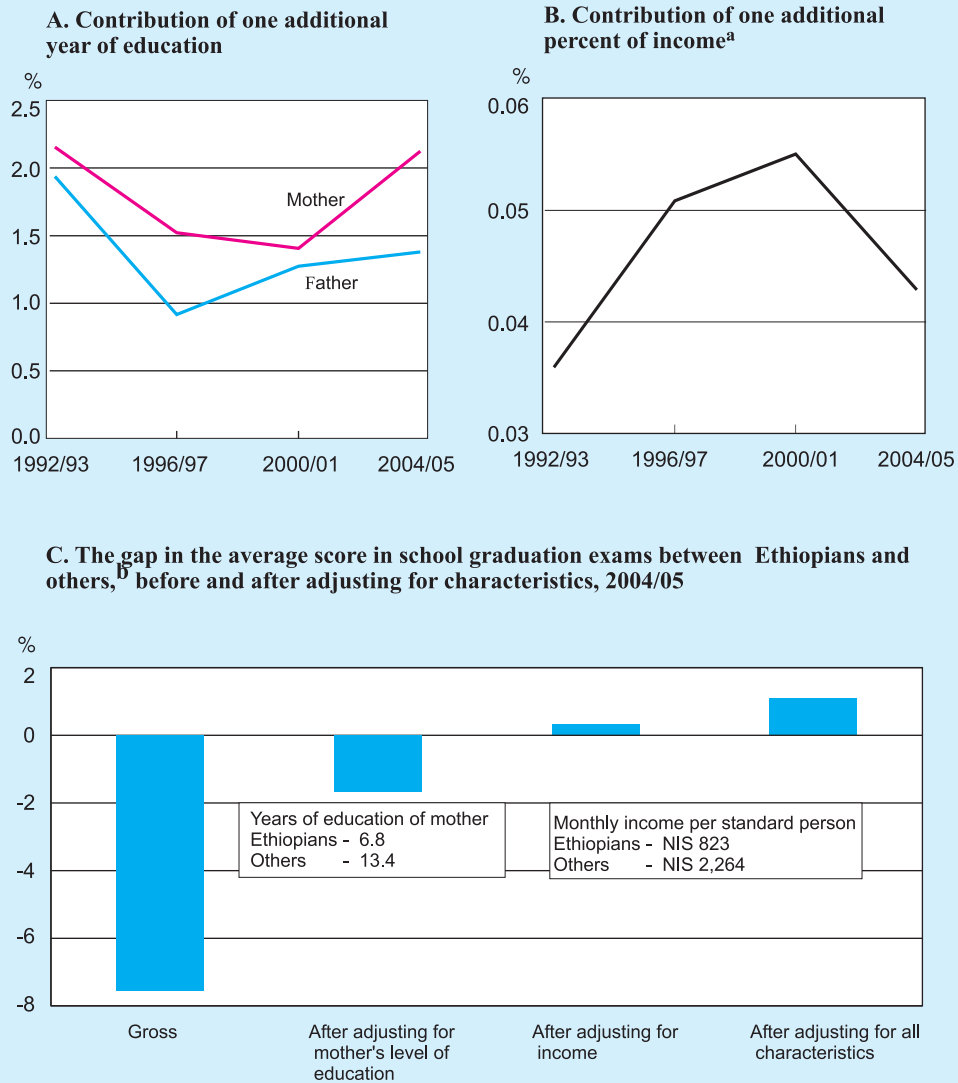 A. Contribution of one additional
year of education
%
2.5
2.0
1.5
1.0
0.5
0.0
Mother
Father
1992/93 1996/97 2000/01 2004/05
B. Contribution of one additional
percent of income a
%
0.06
0.05
0.04
0.03
1992/93 1996/97 2000/01 2004/05
C. The gap in the average score in school graduation exams between Ethiopians and
others, b before and after adjusting for characteristics, 2004/05
%
2
0
-2
-4
-6
-8
Years of education of mother
Ethiopians - 6.8
Others - 13.4
Monthly income per standard person
Ethiopians - NIS 823
Others - NIS 2,264
Gross
After adjusting for
mother's level of
education
After adjusting for
income
After adjusting for all
characteristics